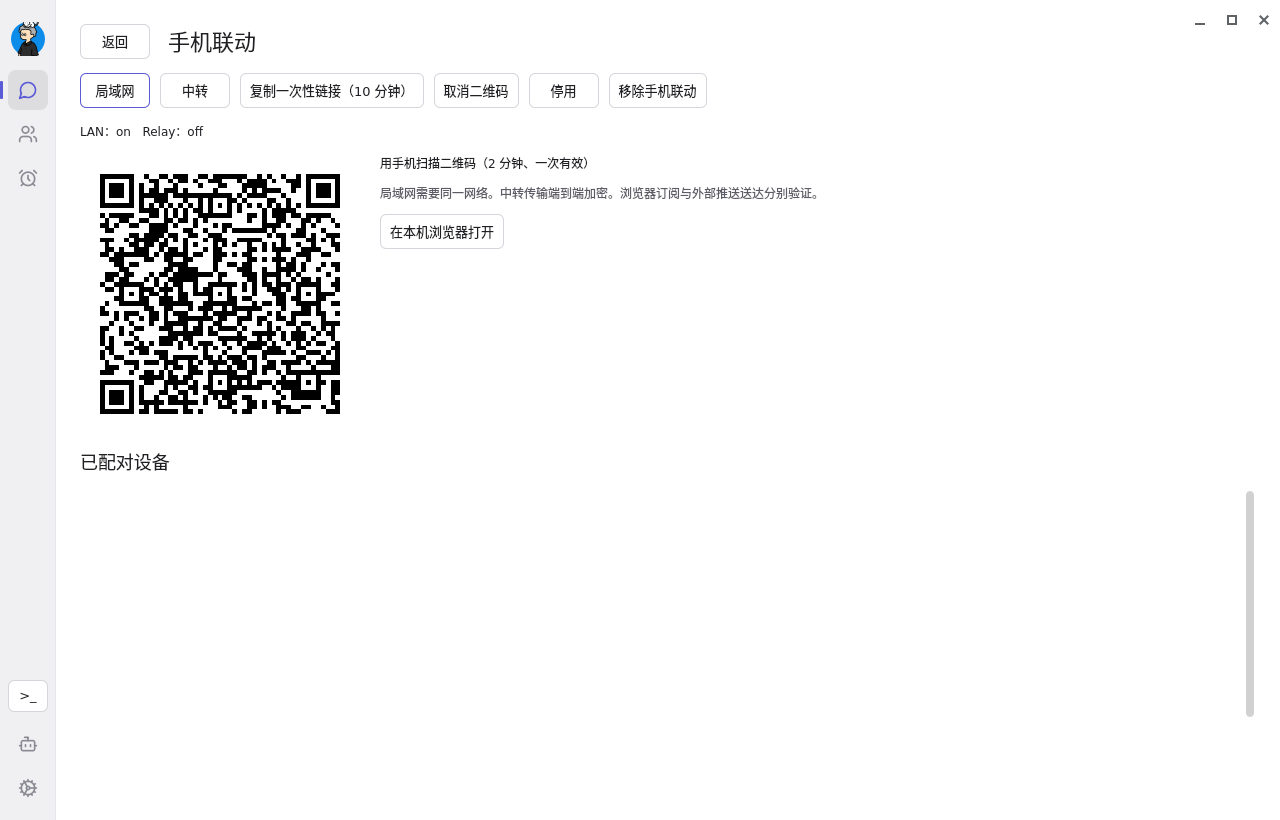 返回
手机联动
局域网
中转
复制一次性链接（10 分钟）
取消二维码
停用
移除手机联动
LAN: on Relay: off
用手机扫描二维码（2 分钟、一次有效）
局域网需要同一网络。中转传输端到端加密。浏览器订阅与外部推送送达分别验证。
在本机浏览器打开
已配对设备
>_